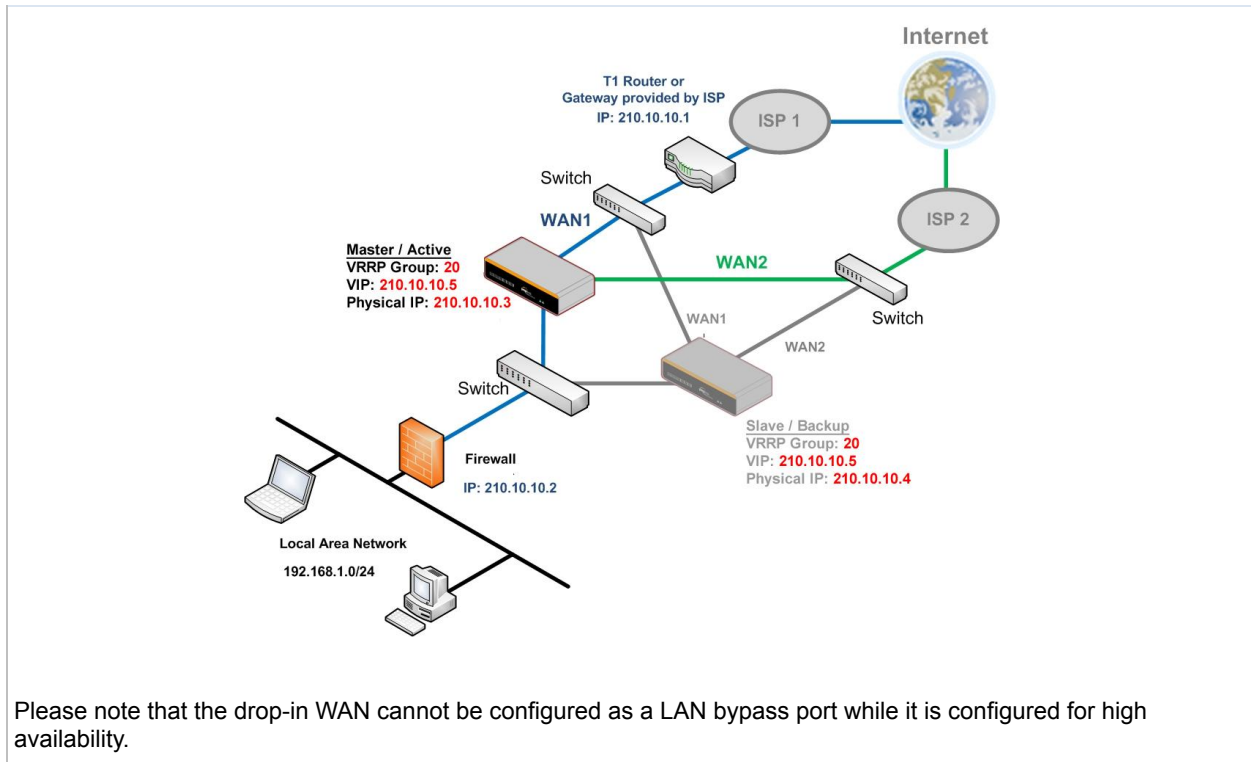 Internet
T1 Router or
Gateway provided by ISP
IP: 210.10.10.1
ISP 1
Switch
WAN1
ISP 2
Master / Active
VRRP Group: 20
VIP: 210.10.10.5
Physical IP: 210.10.10.3
WAN2
Switch
WAN1
WAN2
Switch
Slave / Backup
VRRP Group: 20
VIP: 210.10.10.5
Physical IP: 210.10.10.4
Firewall
IP: 210.10.10.2
Local Area Network
192.168.1.0/24
Please note that the drop-in WAN cannot be configured as a LAN bypass port while it is configured for high
availability.